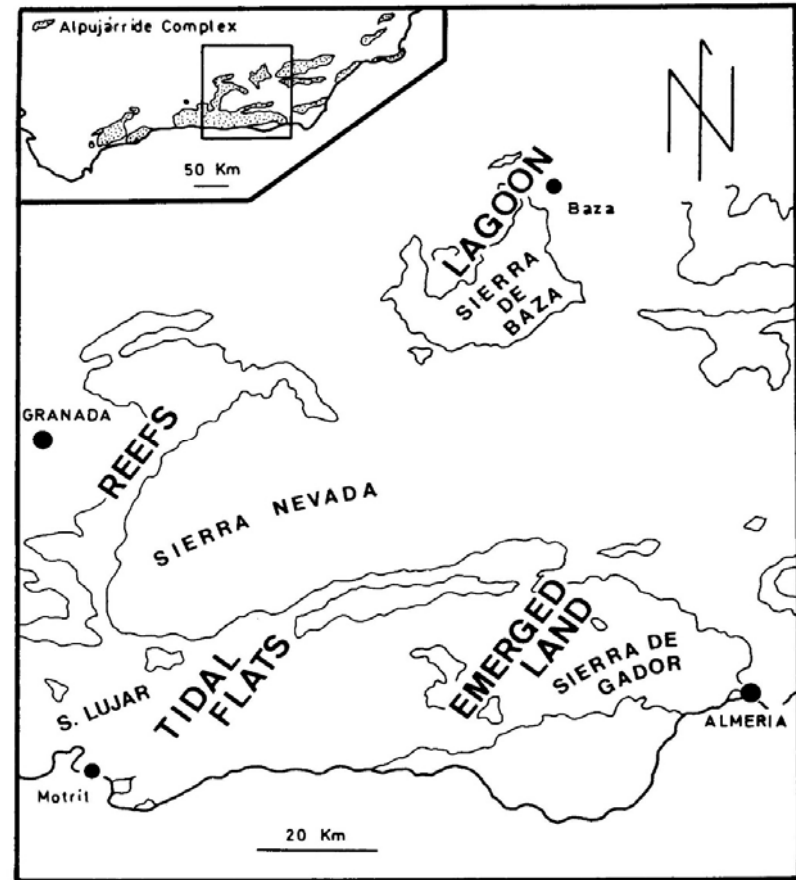 Alpujárride Complex
50 Km
N
LAGOON
Baza
SIERRA
DE
BAZA
GRANADA
REEFS
SIERRA NEVADA
EMERGED
LAND
TIDAL
FLATS
SIERRA DE
GADOR
S. LUJAR
ALMERIA
Motril
20 Km